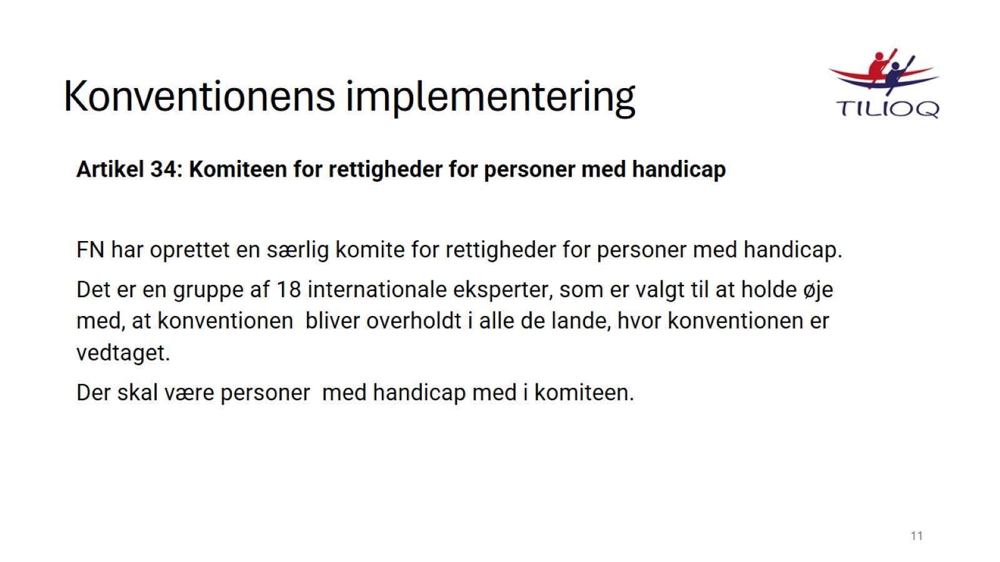 Konventionens implementering
TILIOQ
Artikel 34: Komiteen for rettigheder for personer med handicap
FN har oprettet en særlig komite for rettigheder for personer med handicap.
Det er en gruppe af 18 internationale eksperter, som er valgt til at holde øje
med, at konventionen  bliver overholdt i alle de lande, hvor konventionen er
vedtaget.
Der skal være personer  med handicap med i komiteen.
11